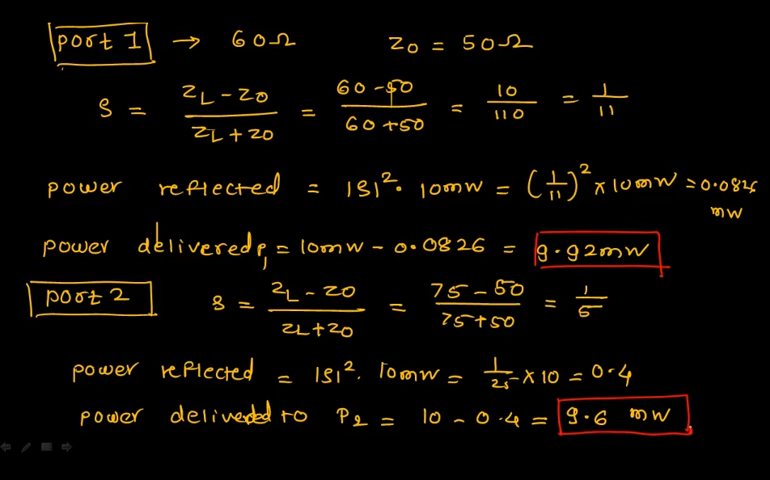 port 1 → 60Ω Z0 = 50Ω
S = ZL-Z0/ZL+Z0 = 60-50/60+50 = 10/110 = 1/11
power reflected = |S|². 10mW = (1/11)² × 10mW = 0.0826 mW
power delivered P1 = 10mW - 0.0826 = 9.92mW
port 2 S = ZL-Z0/ZL+Z0 = 75-50/75+50 = 1/5
power reflected = |S|². 10mW = 1/25 × 10 = 0.4
power delivered to P2 = 10 - 0.4 = 9.6 mW